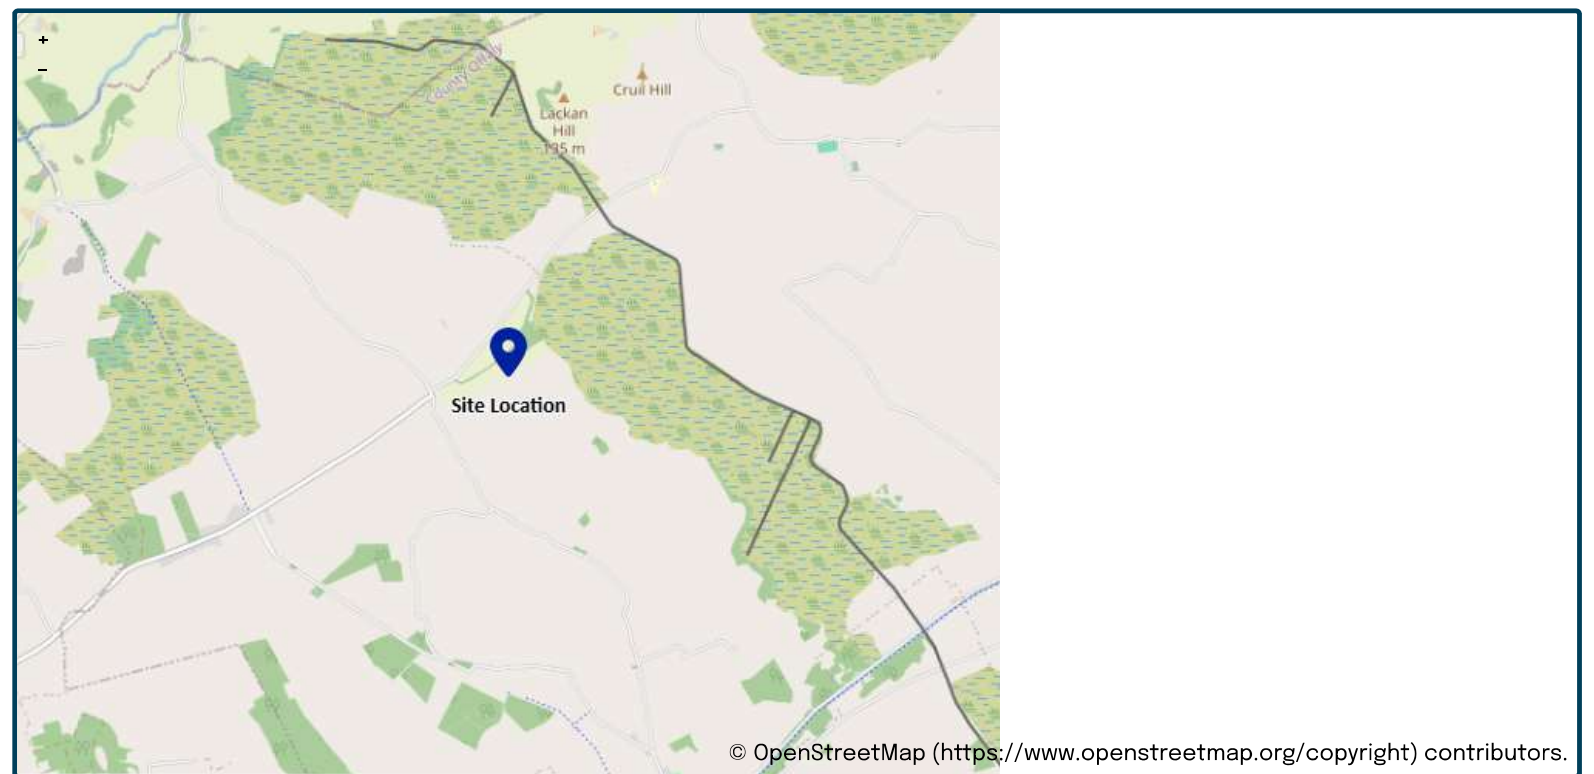 +
−
County Offaly
Cruil Hill
Lackan
Hill
135 m
Site Location
© OpenStreetMap (https://www.openstreetmap.org/copyright) contributors.